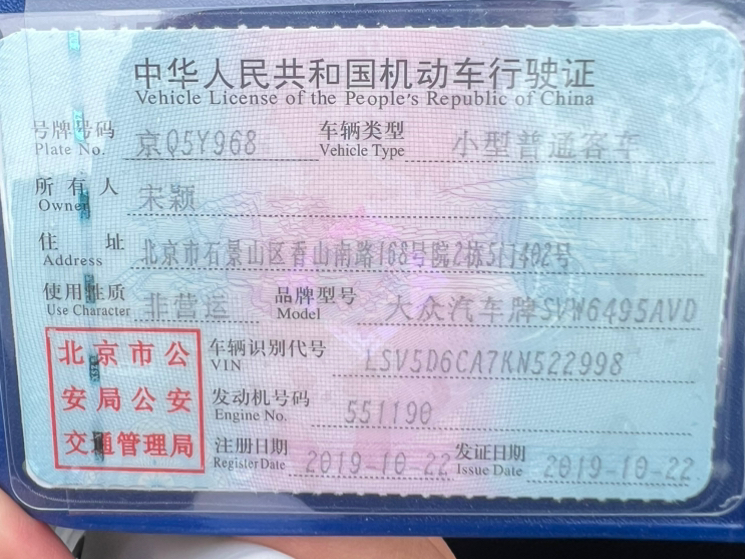 中华人民共和国机动车行驶证
Vehicle License of the People's Republic of China
号牌号码 京Q5Y968 车辆类型 小型普通客车
Plate No. Vehicle Type
所有人 宋颖
Owner
住址 北京市石景山区香山南路168号院2栋5门402号
Address
使用性质 非营运 品牌型号 大众汽车牌SVW6495AVD
Use Character Model
北京市公
安局公安
交通管理局
车辆识别代号 LSV5D6CA7KN522998
VIN
发动机号码 551190
Engine No.
注册日期 2019-10-22 发证日期 2019-10-22
Register Date Issue Date